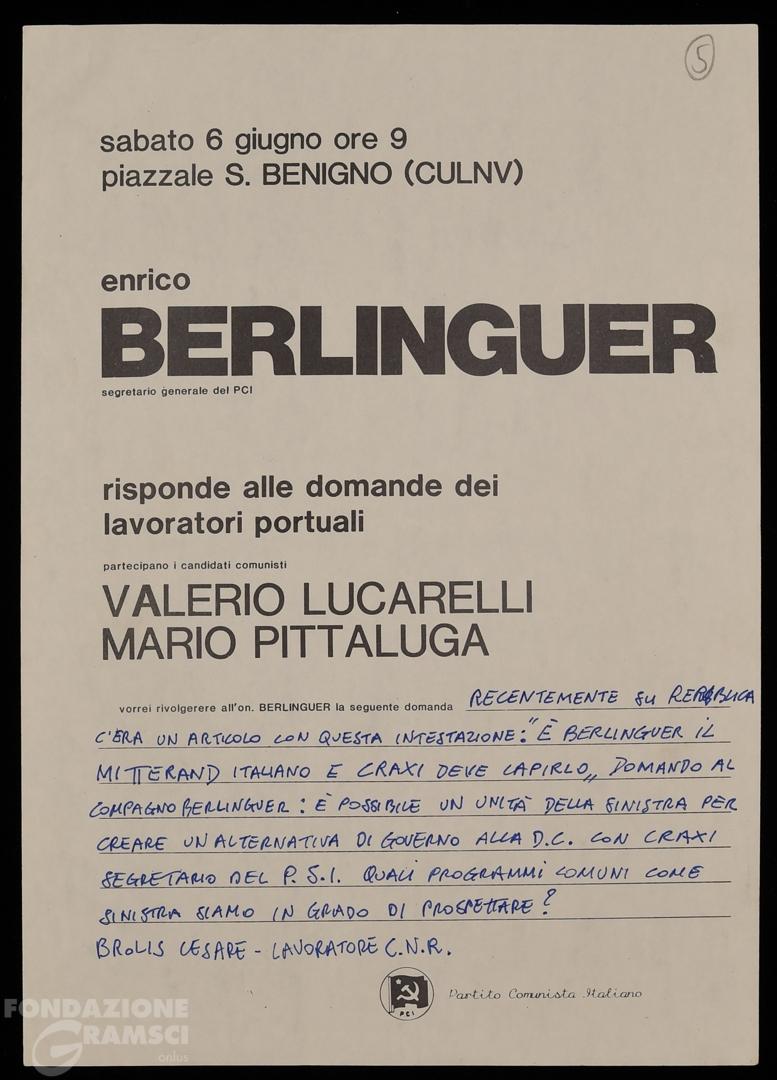 5
sabato 6 giugno ore 9
piazzale S. BENIGNO (CULNV)
enrico
BERLINGUER
segretario generale del PCI
risponde alle domande dei
lavoratori portuali
partecipano i candidati comunisti
VALERIO LUCARELLI
MARIO PITTALUGA
vorrei rivolgerere all'on. BERLINGUER la seguente domanda RECENTEMENTE SU REPUBBLICA
C'ERA UN ARTICOLO CON QUESTA INTESTAZIONE: "È BERLINGUER IL
MITTERAND ITALIANO E CRAXI DEVE CAPIRLO„ DOMANDO AL
COMPAGNO BERLINGUER: È POSSIBILE UN UNITÀ DELLA SINISTRA PER
CREARE UN ALTERNATIVA DI GOVERNO ALLA D.C. CON CRAXI
SEGRETARIO DEL P.S.I. QUALI PROGRAMMI COMUNI COME
SINISTRA SIAMO IN GRADO DI PROSPETTARE?
BROLIS CESARE - LAVORATORE C.N.R.
PCI
Partito Comunista Italiano
FONDAZIONE
GRAMSCI
onlus